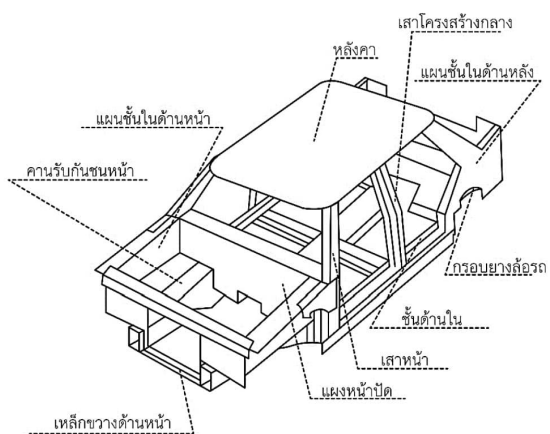 เสาโครงสร้างกลาง
หลังคา
แผนชั้นในด้านหลัง
แผนชั้นในด้านหน้า
คานรับกันชนหน้า
กรอบยางล้อรถ
ชั้นด้านใน
เสาหน้า
แผงหน้าปัด
เหล็กขวางด้านหน้า